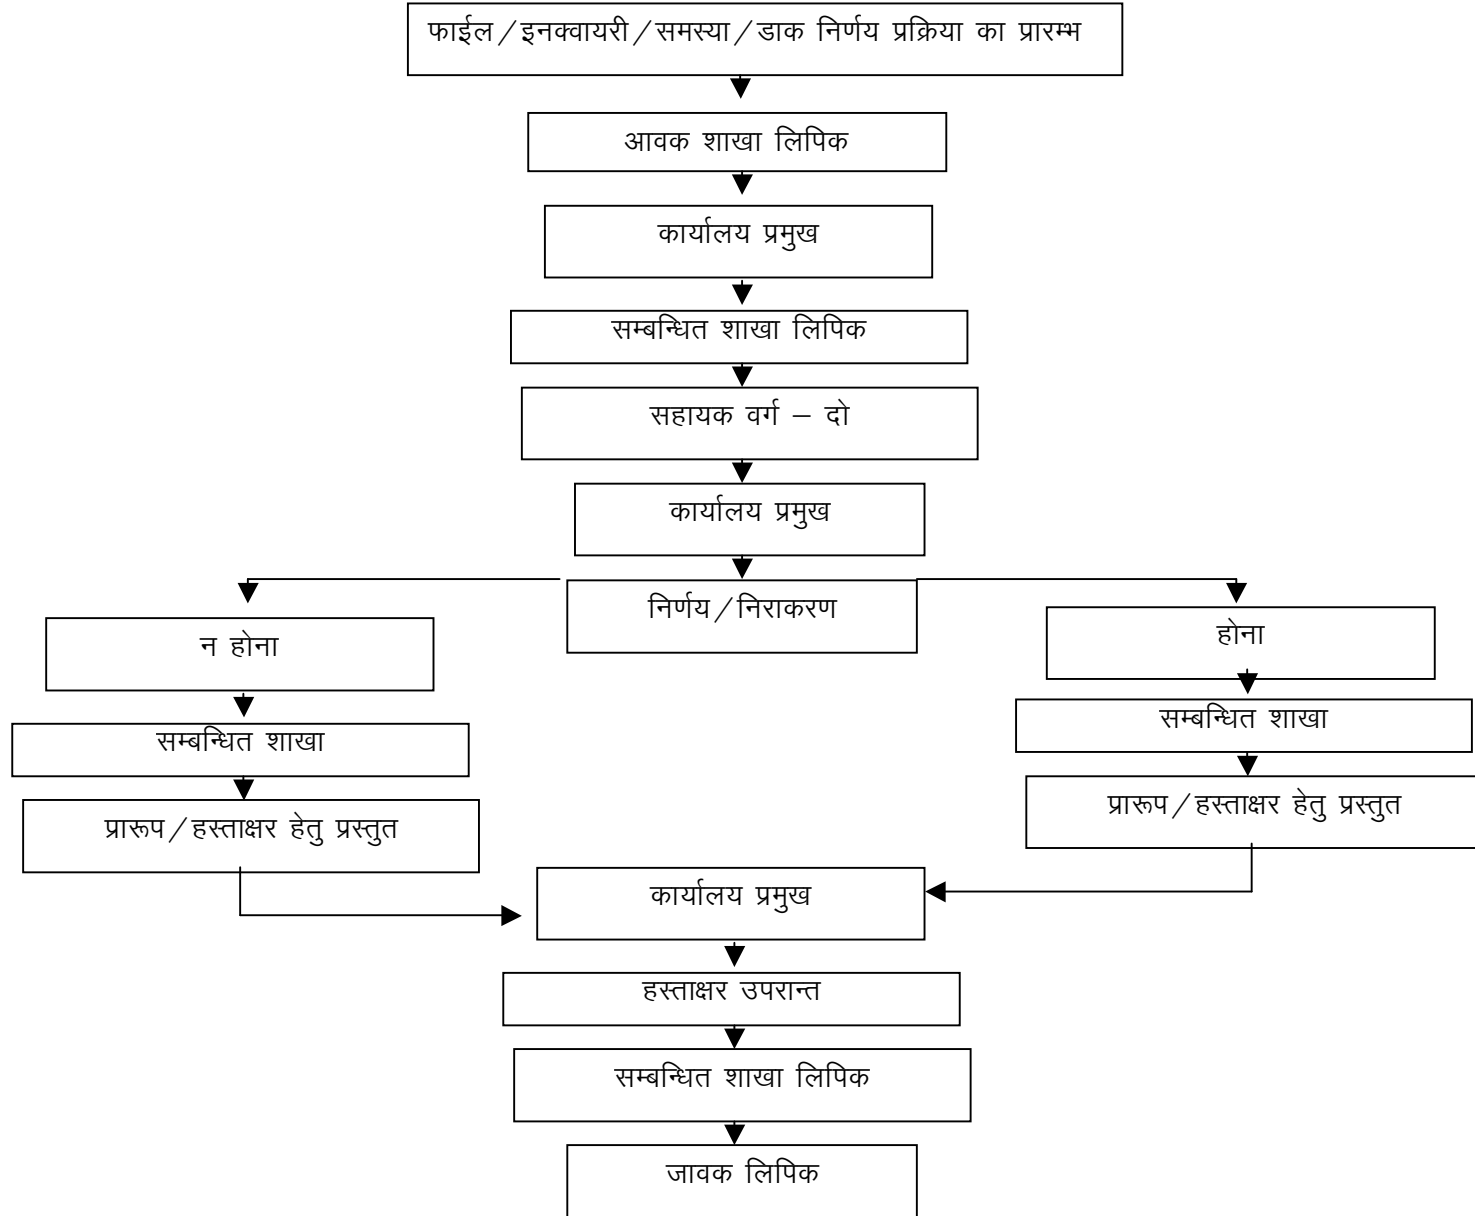 फाईल/इनक्वायरी/समस्या/डाक निर्णय प्रक्रिया का प्रारम्भ
आवक शाखा लिपिक
कार्यालय प्रमुख
सम्बन्धित शाखा लिपिक
सहायक वर्ग – दो
कार्यालय प्रमुख
निर्णय/निराकरण
न होना
होना
सम्बन्धित शाखा
सम्बन्धित शाखा
प्रारूप/हस्ताक्षर हेतु प्रस्तुत
प्रारूप/हस्ताक्षर हेतु प्रस्तुत
कार्यालय प्रमुख
हस्ताक्षर उपरान्त
सम्बन्धित शाखा लिपिक
जावक लिपिक